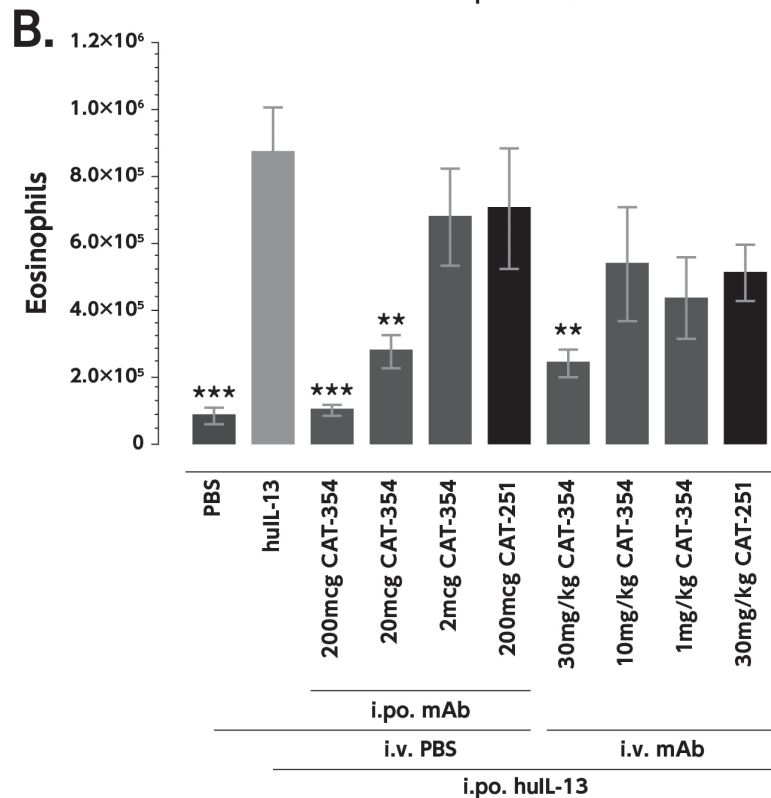 B.
Eosinophils
1.2×10⁶
1.0×10⁶
8.0×10⁵
6.0×10⁵
4.0×10⁵
2.0×10⁵
0
***
***
**
**
PBS
huIL-13
200mcg CAT-354
20mcg CAT-354
2mcg CAT-354
200mcg CAT-251
30mg/kg CAT-354
10mg/kg CAT-354
1mg/kg CAT-354
30mg/kg CAT-251
i.po. mAb
i.v. PBS
i.v. mAb
i.po. huIL-13